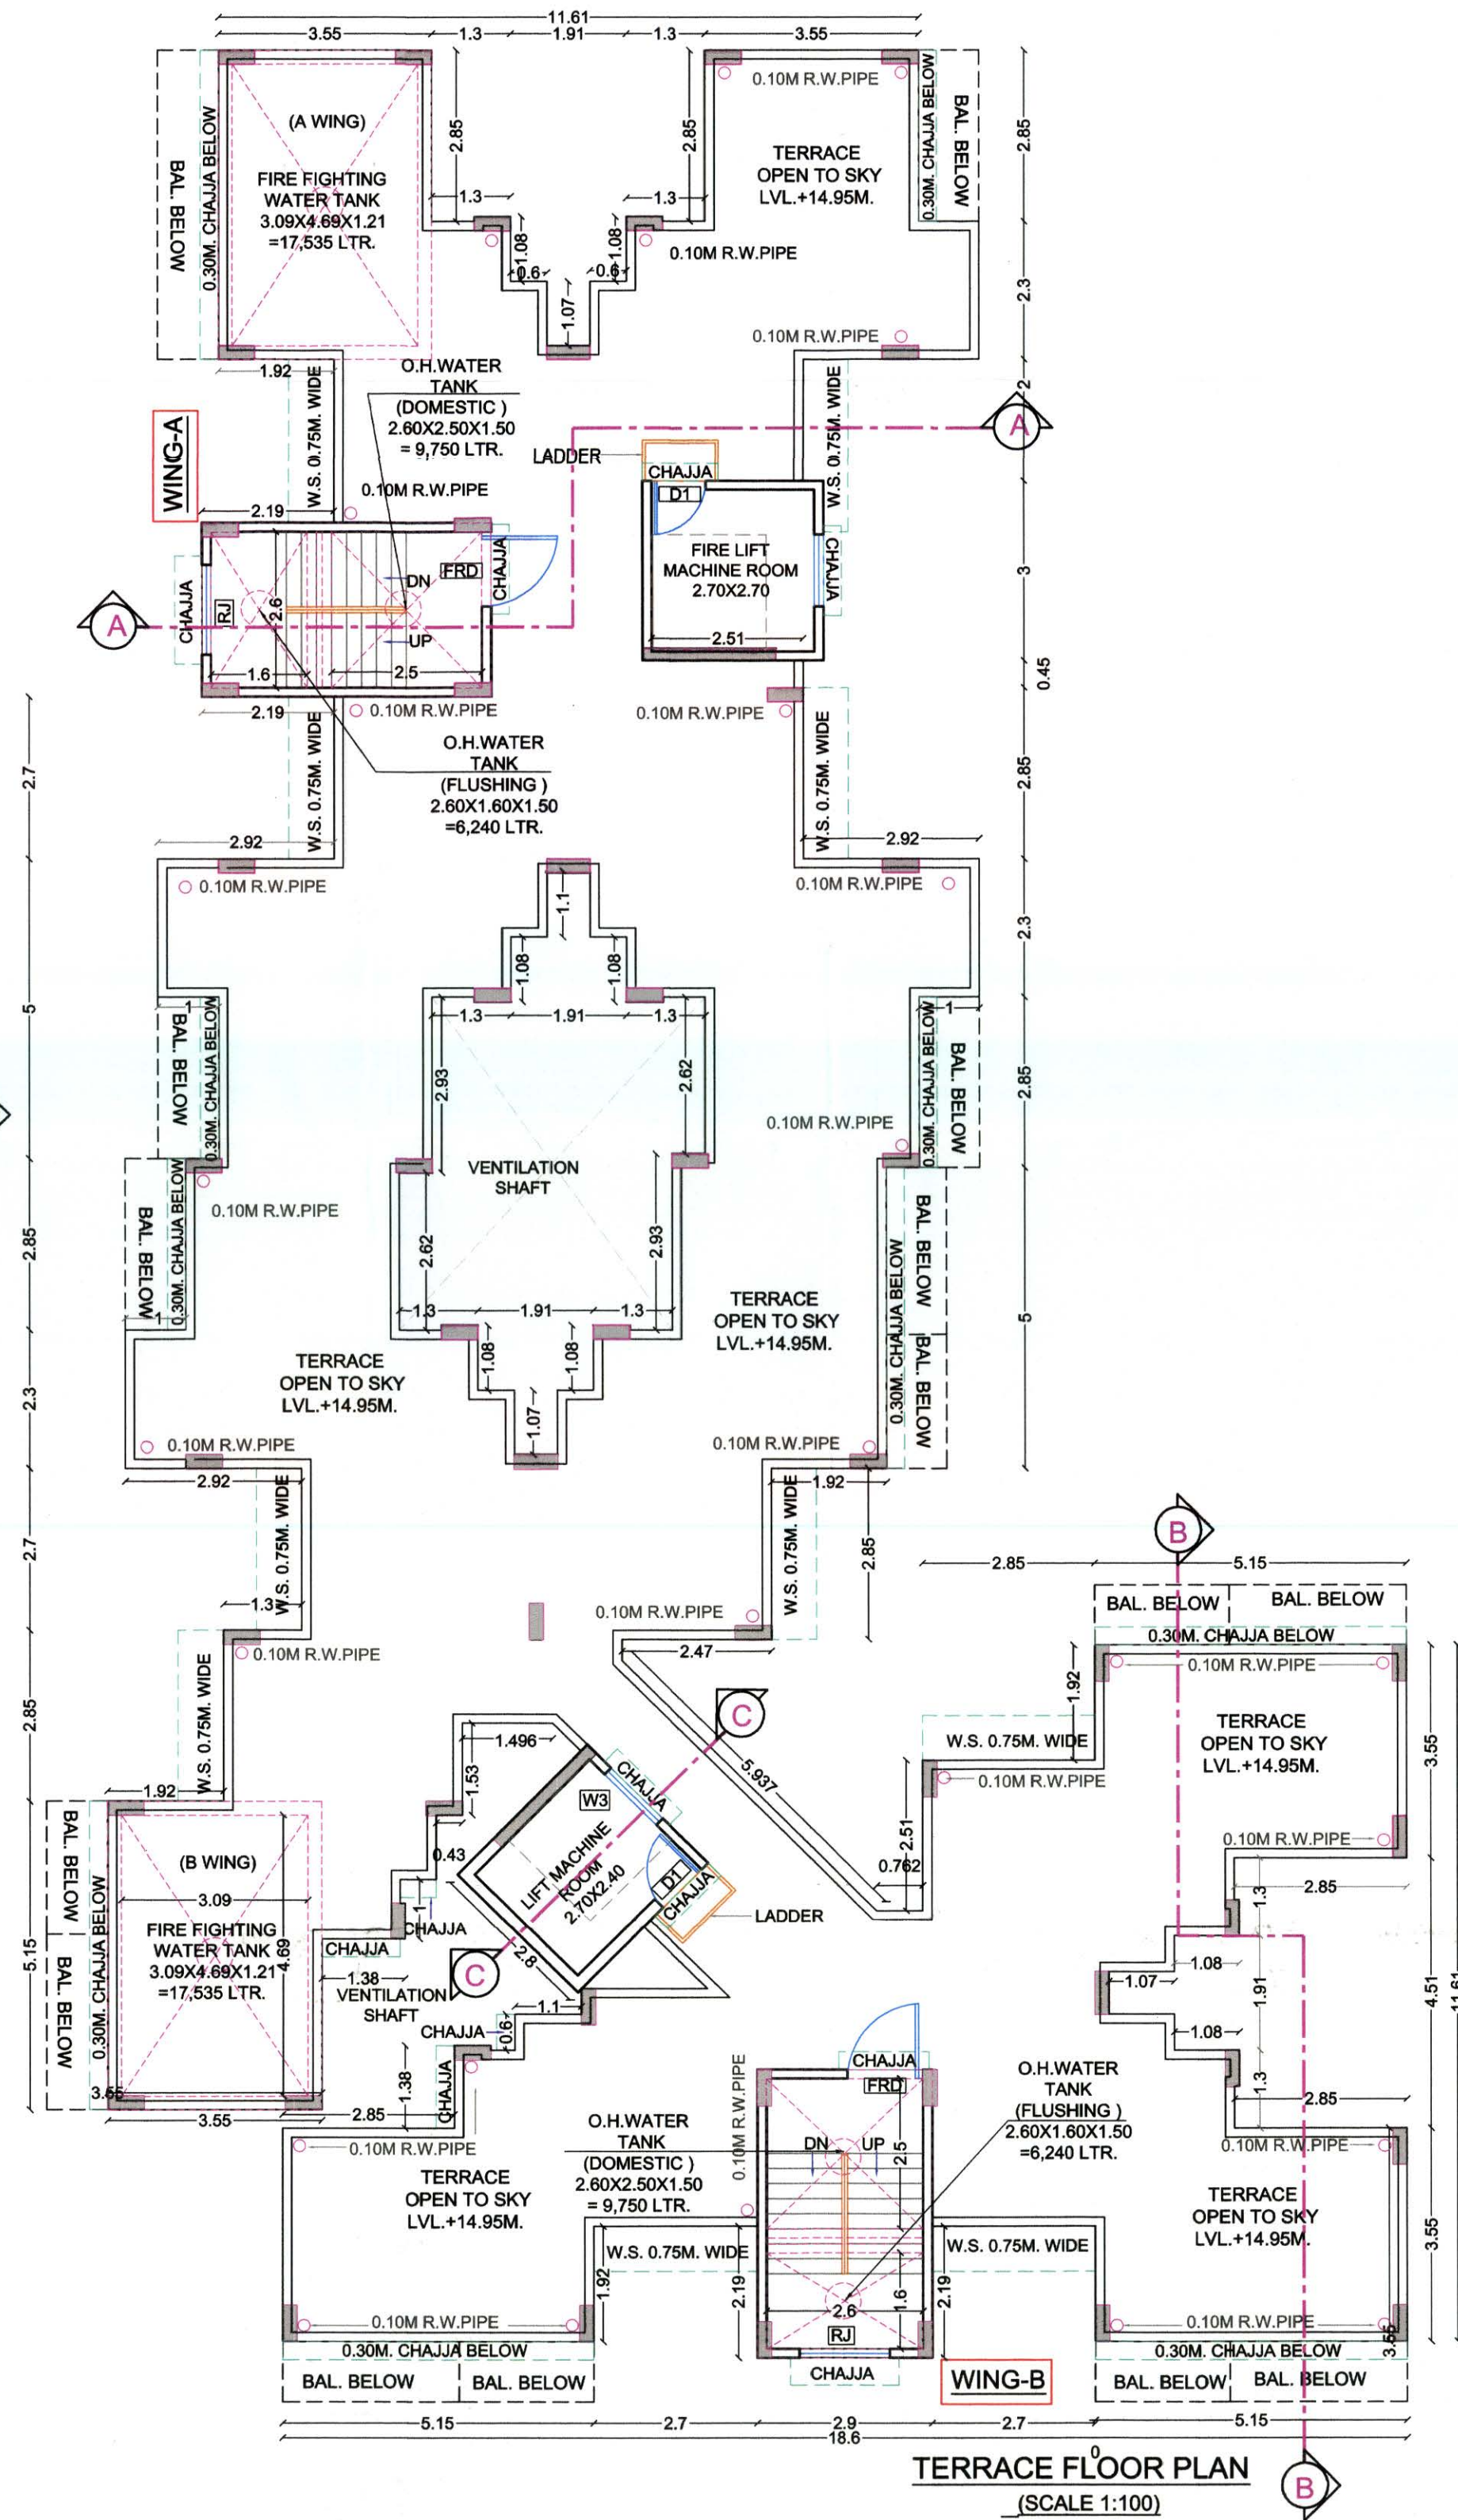 11.61
3.55 1.3 1.91 1.3 3.55
BAL. BELOW
0.30M. CHAJJA BELOW
(A WING)
FIRE FIGHTING
WATER TANK
3.09X4.69X1.21
=17,535 LTR.
2.85
2.85
0.10M R.W.PIPE
TERRACE
OPEN TO SKY
LVL.+14.95M.
0.30M. CHAJJA BELOW
BAL. BELOW
2.85
1.3
1.3
1.08
1.08
0.6
0.6
1.07
0.10M R.W.PIPE
2.3
0.10M R.W.PIPE
1.92
O.H.WATER
TANK
(DOMESTIC )
2.60X2.50X1.50
= 9,750 LTR.
W.S. 0.75M. WIDE
W.S. 0.75M. WIDE
2
A
WING-A
LADDER
CHAJJA
D1
0.10M R.W.PIPE
2.19
FIRE LIFT
MACHINE ROOM
2.70X2.70
CHAJJA
3
2.51
CHAJJA
RJ
2.6
DN
FRD
CHAJJA
UP
A
1.6
2.5
0.45
2.19
0.10M R.W.PIPE
0.10M R.W.PIPE
W.S. 0.75M. WIDE
W.S. 0.75M. WIDE
O.H.WATER
TANK
(FLUSHING )
2.60X1.60X1.50
=6,240 LTR.
2.7
2.85
2.92
2.92
0.10M R.W.PIPE
0.10M R.W.PIPE
1.1
2.3
1.08
1.08
5
1
1
BAL. BELOW
0.30M. CHAJJA BELOW
1.3 1.91 1.3
2.93
2.62
0.30M. CHAJJA BELOW
BAL. BELOW
2.85
0.10M R.W.PIPE
VENTILATION
SHAFT
0.10M R.W.PIPE
BAL. BELOW
0.30M. CHAJJA BELOW
2.85
1
2.62
2.93
1.3 1.91 1.3
BAL. BELOW
0.30M. CHAJJA BELOW
BAL. BELOW
5
TERRACE
OPEN TO SKY
LVL.+14.95M.
TERRACE
OPEN TO SKY
LVL.+14.95M.
1.08
1.08
1.07
2.3
0.10M R.W.PIPE
0.10M R.W.PIPE
2.92
1.92
W.S. 0.75M. WIDE
W.S. 0.75M. WIDE
2.7
2.85
B
2.85 5.15
1.3
BAL. BELOW BAL. BELOW
0.30M. CHAJJA BELOW
0.10M R.W.PIPE
0.10M R.W.PIPE
0.10M R.W.PIPE
2.47
1.92
W.S. 0.75M. WIDE
2.85
C
5.937
W.S. 0.75M. WIDE
TERRACE
OPEN TO SKY
LVL.+14.95M.
0.10M R.W.PIPE
3.55
1.496
1.53
CHAJJA
W3
1.92
LIFT MACHINE
ROOM
2.70X2.40
D1
CHAJJA
0.43
2.51
0.762
0.10M R.W.PIPE
2.85
1.3
LADDER
BAL. BELOW
BAL. BELOW
0.30M. CHAJJA BELOW
(B WING)
3.09
FIRE FIGHTING
WATER TANK
3.09X4.69X1.21
=17,535 LTR.
4.69
5.15
1
CHAJJA
CHAJJA
1.38
VENTILATION
SHAFT
C
2.8
1.1
0.6
CHAJJA
CHAJJA
1.08
1.07
1.91
1.08
4.51
11.61
1.3
2.85
3.55
3.55
2.85
1.38
0.10M R.W.PIPE
TERRACE
OPEN TO SKY
LVL.+14.95M.
O.H.WATER
TANK
(DOMESTIC )
2.60X2.50X1.50
= 9,750 LTR.
0.10M R.W.PIPE
CHAJJA
FRD
DN
UP
2.5
O.H.WATER
TANK
(FLUSHING )
2.60X1.60X1.50
=6,240 LTR.
0.10M R.W.PIPE
TERRACE
OPEN TO SKY
LVL.+14.95M.
3.55
W.S. 0.75M. WIDE
W.S. 0.75M. WIDE
1.92
2.19
1.6
2.6
2.19
RJ
0.10M R.W.PIPE
0.10M R.W.PIPE
3.55
0.30M. CHAJJA BELOW
0.30M. CHAJJA BELOW
BAL. BELOW BAL. BELOW
CHAJJA
WING-B
BAL. BELOW BAL. BELOW
5.15 2.7 2.9 2.7 5.15
18.6
0
TERRACE FLOOR PLAN
(SCALE 1:100)
B